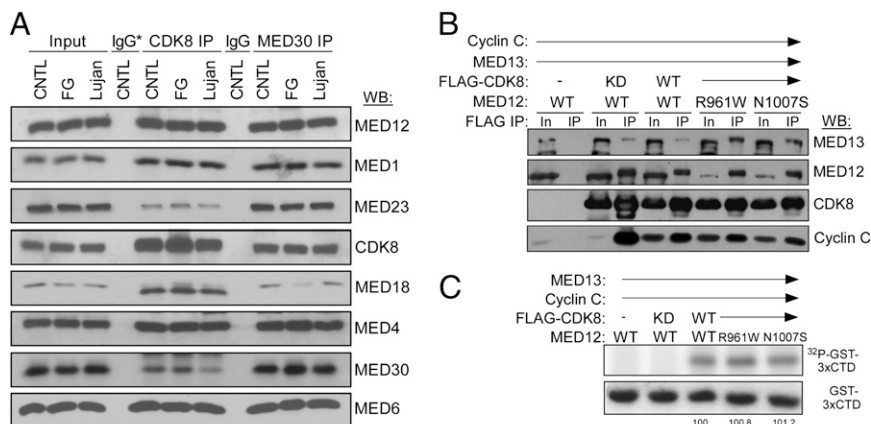 A
Input IgG* CDK8 IP IgG MED30 IP
CNTL FG Lujan CNTL CNTL FG Lujan CNTL CNTL FG Lujan
WB:
MED12
MED1
MED23
CDK8
MED18
MED4
MED30
MED6
B
Cyclin C:
MED13:
FLAG-CDK8: - KD WT
MED12: WT WT WT R961W N1007S
FLAG IP: In IP In IP In IP In IP In IP WB:
MED13
MED12
CDK8
Cyclin C
C
MED13:
Cyclin C:
FLAG-CDK8: - KD WT
MED12: WT WT WT R961W N1007S
32P-GST-
3xCTD
GST-
3xCTD
100 100.8 101.2